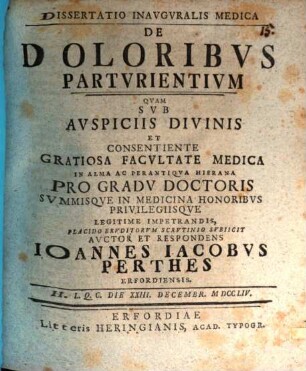 DISSERTATIO INAVGVRALIS MEDICA
15.
DE
DOLORIBVS
PARTVRIENTIVM
QVAM
SVB
AVSPICIIS DIVINIS
ET
CONSENTIENTE
GRATIOSA FACVLTATE MEDICA
IN ALMA AC PERANTIQVA HIERANA
PRO GRADV DOCTORIS
SVMMISQVE IN MEDICINA HONORIBVS
PRIVILEGIISQVE
LEGITIME IMPETRANDIS,
PLACIDO ERVDITORVM SCRVTINIO SVBIICIT
AVCTOR ET RESPONDENS
IOANNES IACOBVS
PERTHES
ERFORDIENSIS.
H. L. Q. C. DIE XXIII. DECEMBR. MDCCLIV.
ERFORDIAE
Litteris HERINGIANIS, ACAD. TYPOGR.